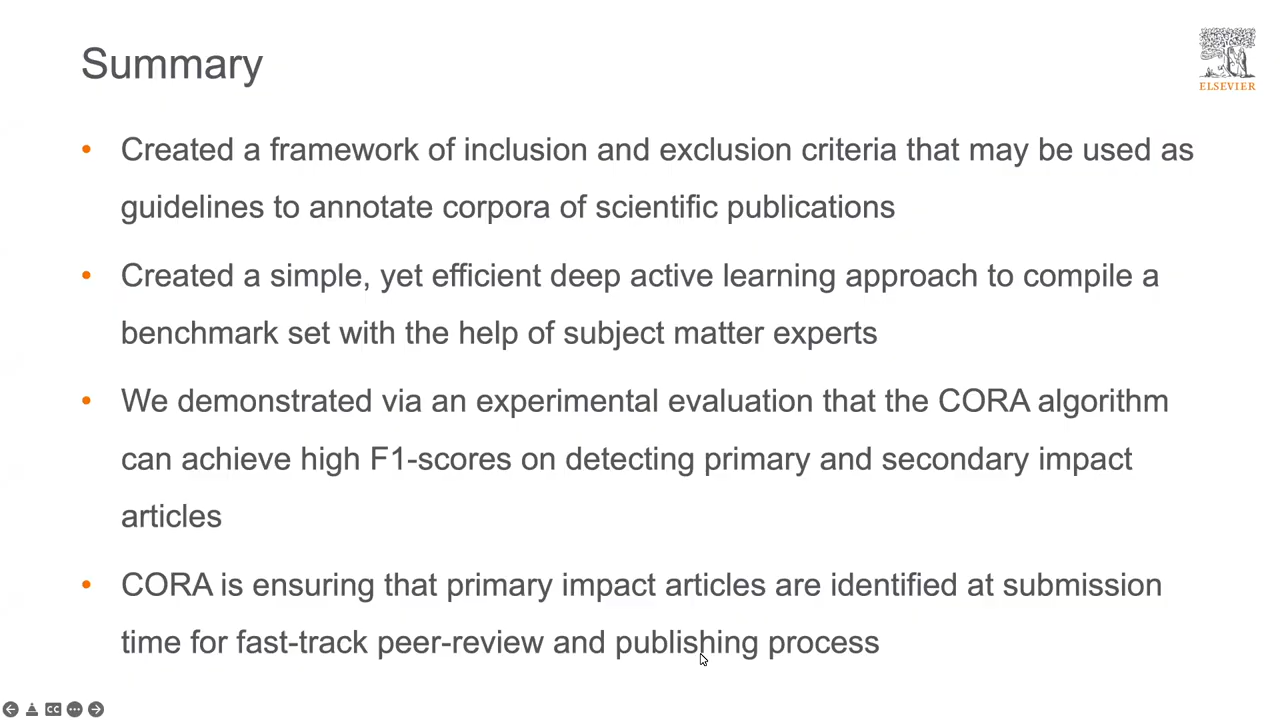 Summary
ELSEVIER
• Created a framework of inclusion and exclusion criteria that may be used as
guidelines to annotate corpora of scientific publications
• Created a simple, yet efficient deep active learning approach to compile a
benchmark set with the help of subject matter experts
• We demonstrated via an experimental evaluation that the CORA algorithm
can achieve high F1-scores on detecting primary and secondary impact
articles
• CORA is ensuring that primary impact articles are identified at submission
time for fast-track peer-review and publishing process
CC